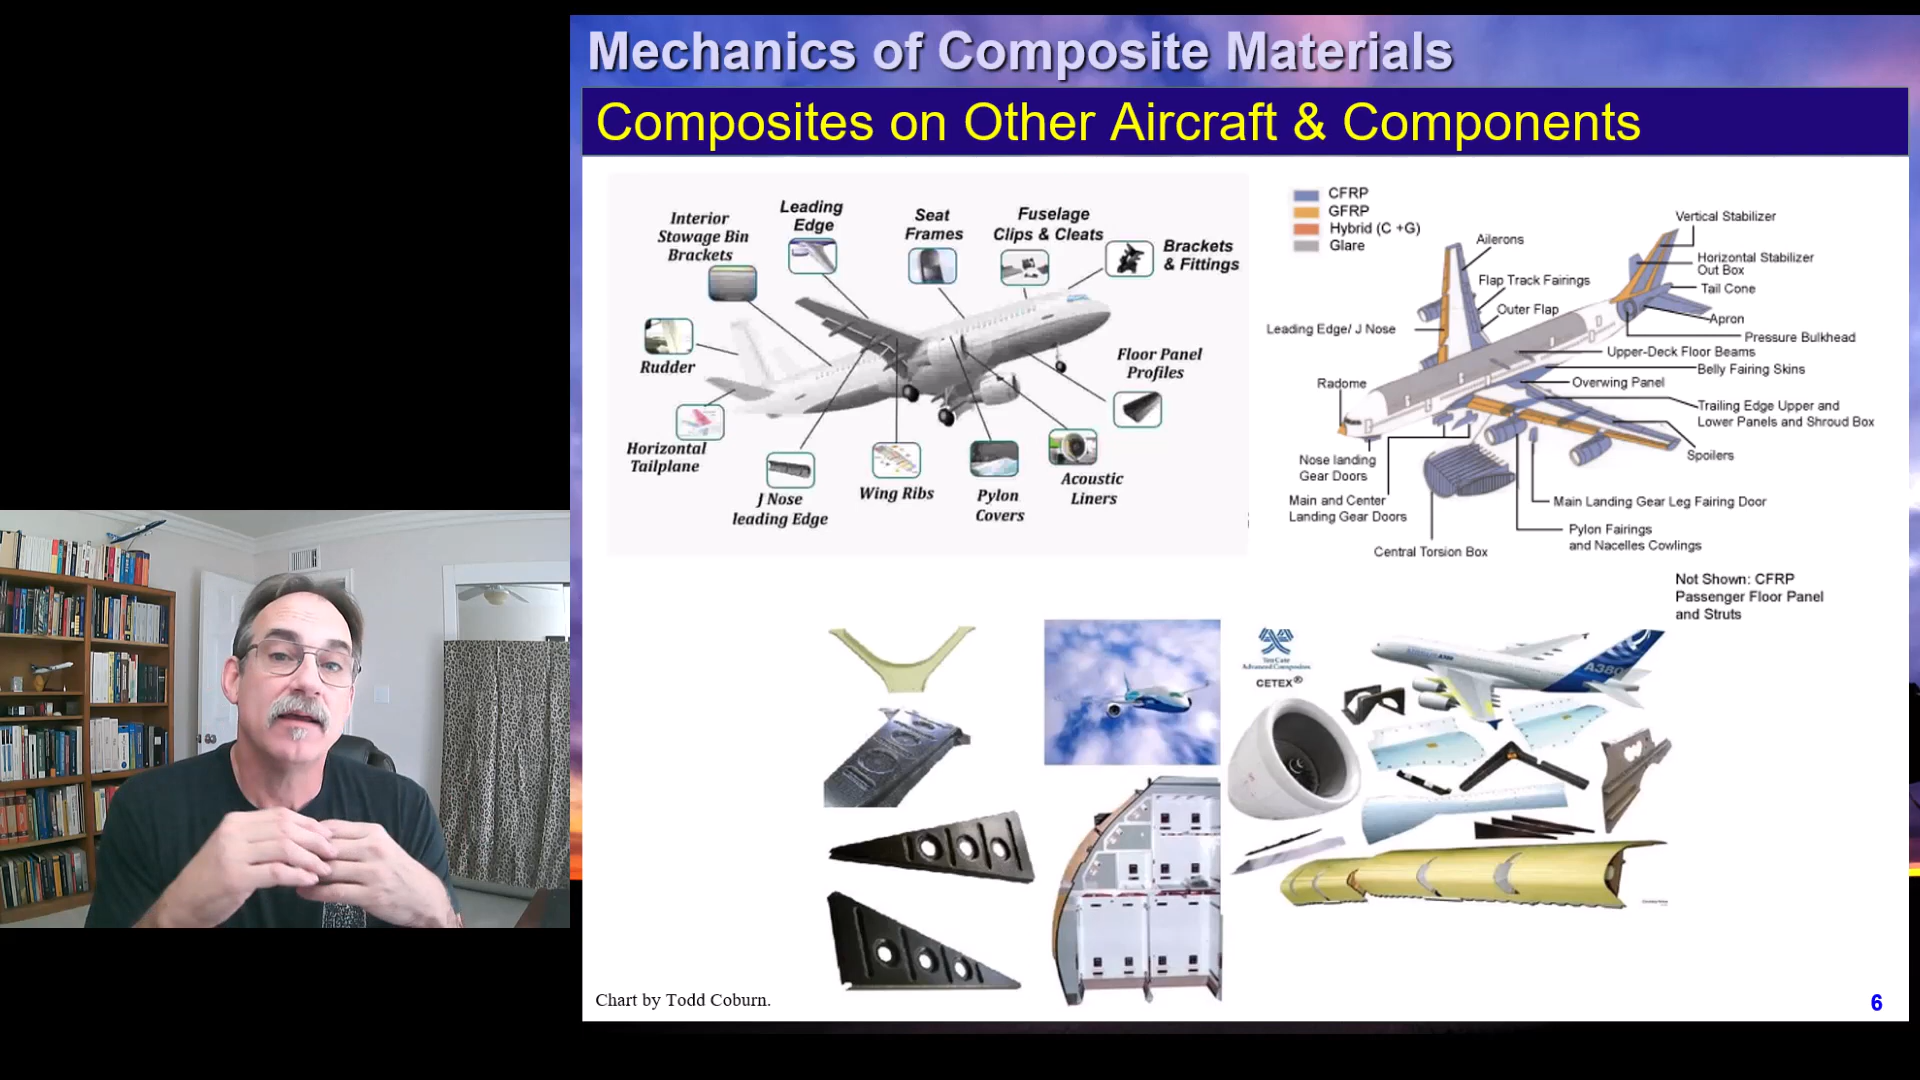 Mechanics of Composite Materials
Composites on Other Aircraft & Components
Interior
Stowage Bin
Brackets
Leading
Edge
Seat
Frames
Fuselage
Clips & Cleats
Brackets
& Fittings
Rudder
Floor Panel
Profiles
Horizontal
Tailplane
J Nose
leading Edge
Wing Ribs
Pylon
Covers
Acoustic
Liners
CFRP
GFRP
Hybrid (C +G)
Glare
Ailerons
Vertical Stabilizer
Flap Track Fairings
Horizontal Stabilizer
Out Box
Tail Cone
Outer Flap
Apron
Leading Edge/ J Nose
Pressure Bulkhead
Upper-Deck Floor Beams
Belly Fairing Skins
Radome
Overwing Panel
Trailing Edge Upper and
Lower Panels and Shroud Box
Spoilers
Nose landing
Gear Doors
Main and Center
Landing Gear Doors
Main Landing Gear Leg Fairing Door
Pylon Fairings
and Nacelles Cowlings
Central Torsion Box
Not Shown: CFRP
Passenger Floor Panel
and Struts
TenCate
Advanced Composites
CETEX®
A380
Chart by Todd Coburn.
6